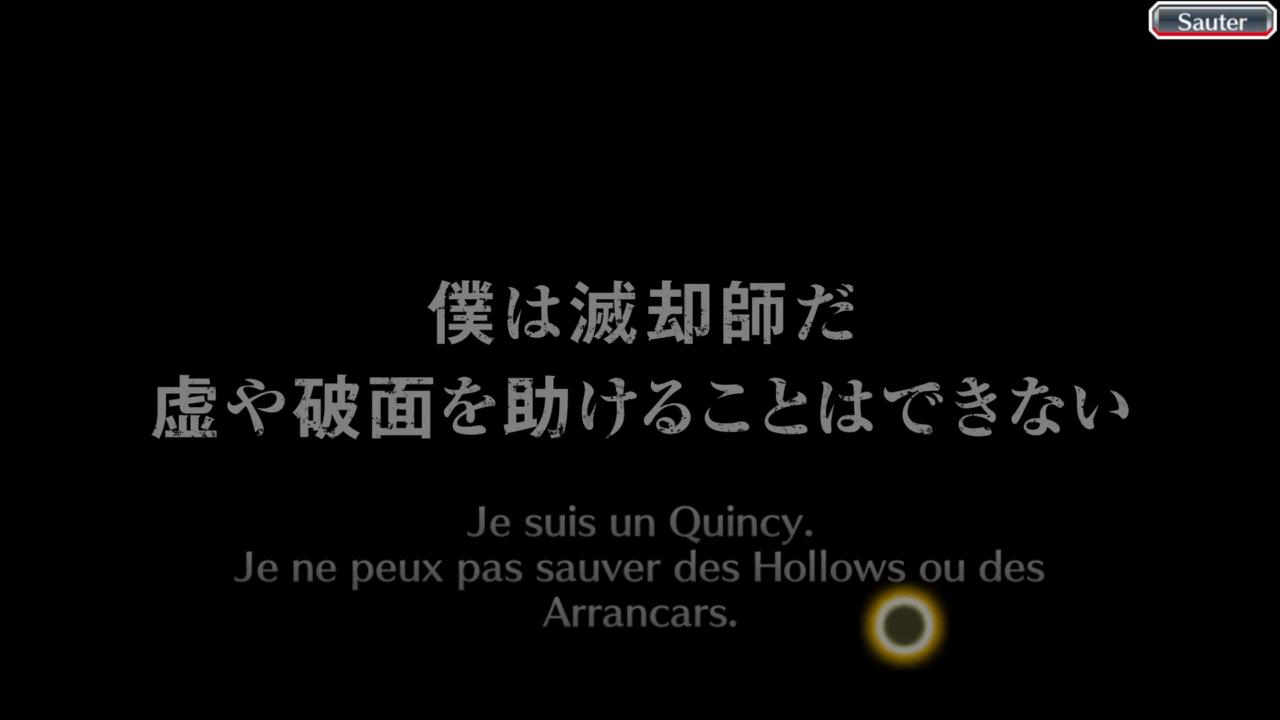 Sauter
僕は滅却師だ
虚や破面を助けることはできない
Je suis un Quincy.
Je ne peux pas sauver des Hollows ou des
Arrancars.